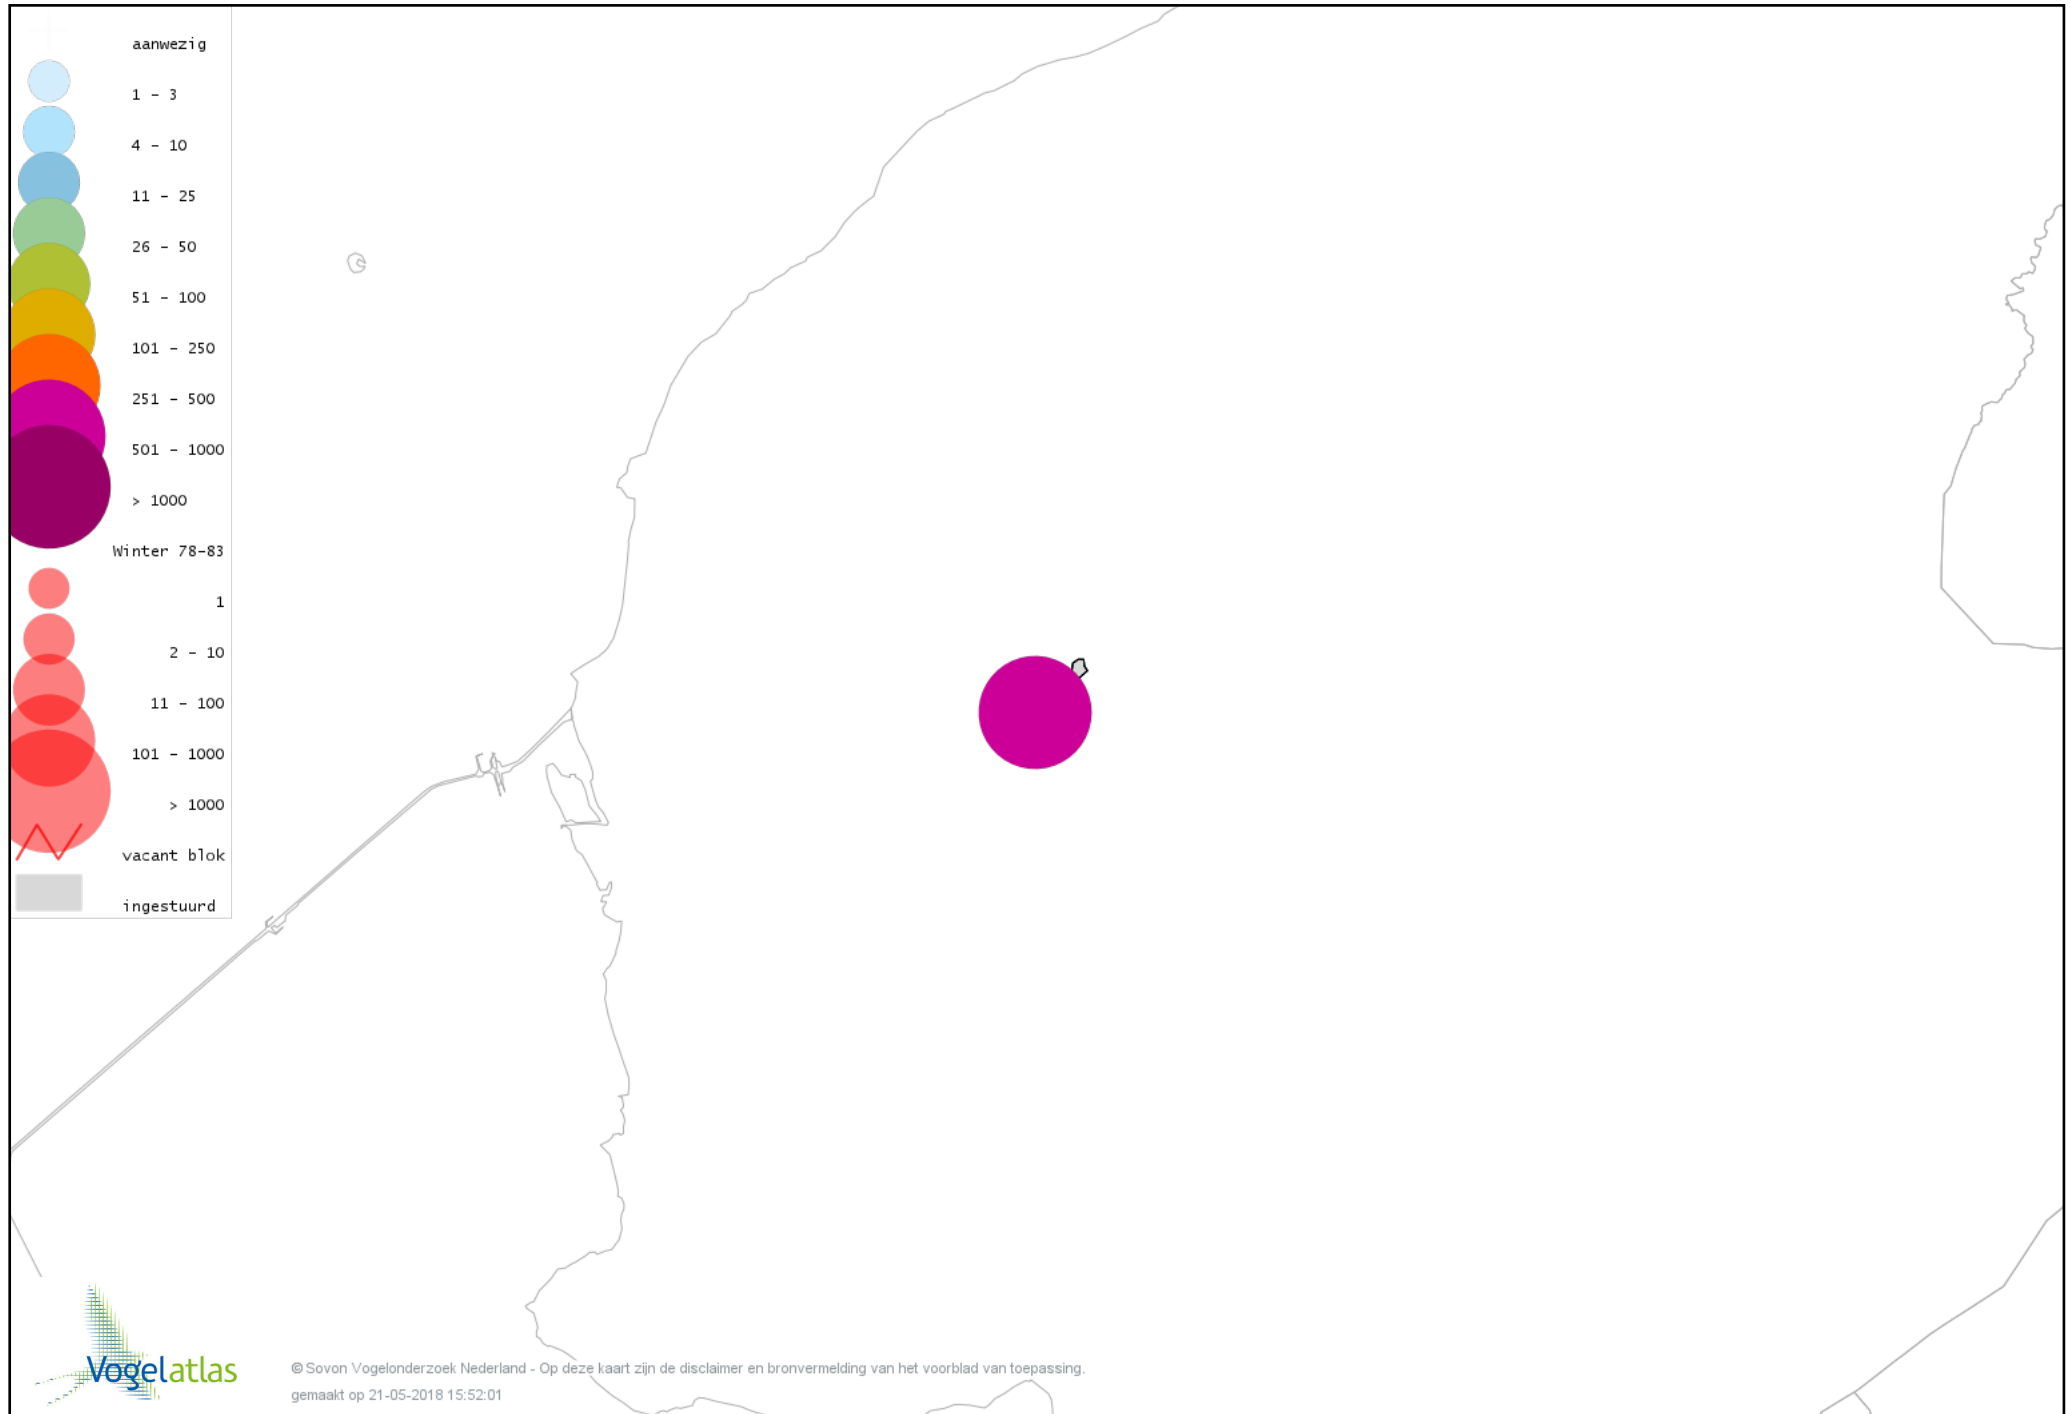 aanwezig
1 - 3
4 - 10
11 - 25
26 - 50
51 - 100
101 - 250
251 - 500
501 - 1000
> 1000
Winter 78-83
1
2 - 10
11 - 100
101 - 1000
> 1000
vacant blok
ingestuurd
Vogelatlas
© Sovon Vogelonderzoek Nederland - Op deze kaart zijn de disclaimer en bronvermelding van het voorblad van toepassing.
gemaakt op 21-05-2018 15:52:01